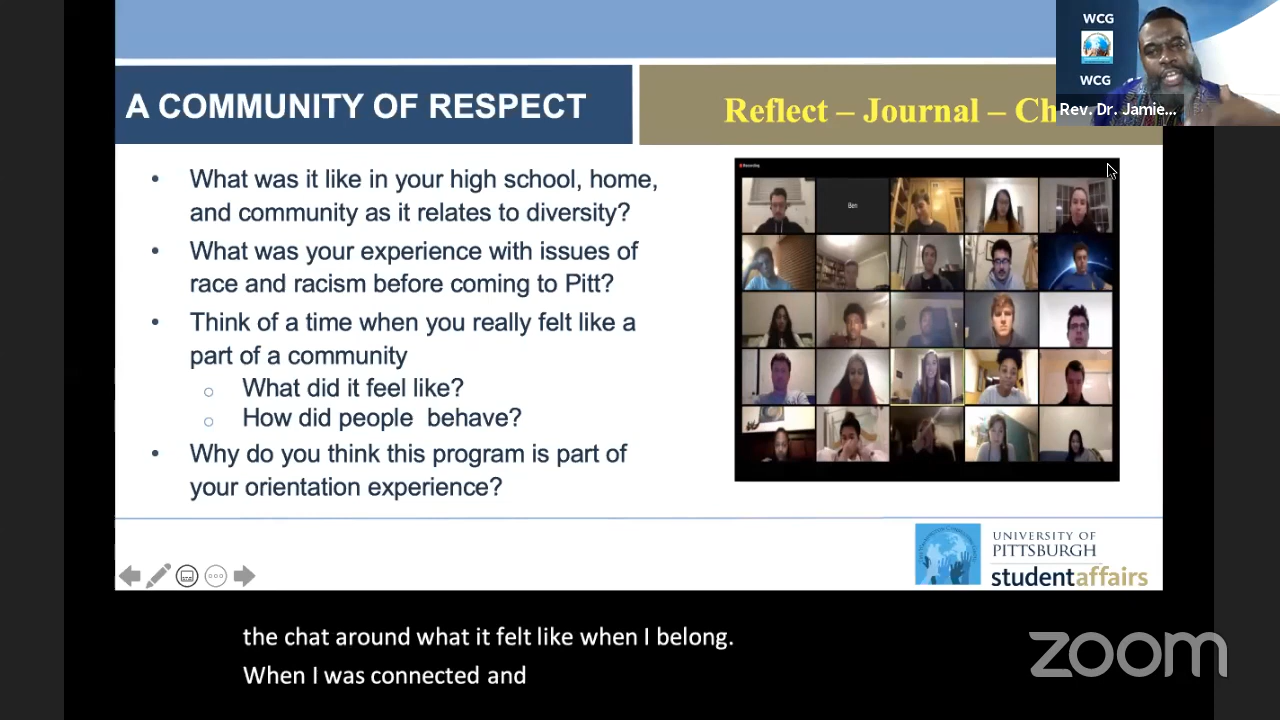 WCG
WCG
Rev. Dr. Jamie...
A COMMUNITY OF RESPECT
Reflect – Journal – Ch
• What was it like in your high school, home,
and community as it relates to diversity?
• What was your experience with issues of
race and racism before coming to Pitt?
• Think of a time when you really felt like a
part of a community
○ What did it feel like?
○ How did people behave?
• Why do you think this program is part of
your orientation experience?
Recording
Ben
UNIVERSITY OF
PITTSBURGH
studentaffairs
the chat around what it felt like when I belong.
When I was connected and
zoom